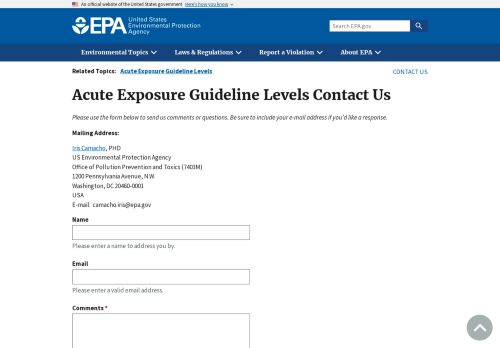 An official website of the United States government Here's how you know
EPA United States
Environmental Protection
Agency
Search EPA.gov
Environmental Topics Laws & Regulations Report a Violation About EPA
Related Topics: Acute Exposure Guideline Levels CONTACT US
Acute Exposure Guideline Levels Contact Us
Please use the form below to send us comments or questions. Be sure to include your e-mail address if you'd like a response.
Mailing Address:
Iris Camacho, PHD
US Environmental Protection Agency
Office of Pollution Prevention and Toxics (7403M)
1200 Pennsylvania Avenue, N.W.
Washington, DC 20460-0001
USA
E-mail: camacho.iris@epa.gov
Name
Please enter a name to address you by.
Email
Please enter a valid email address.
Comments *